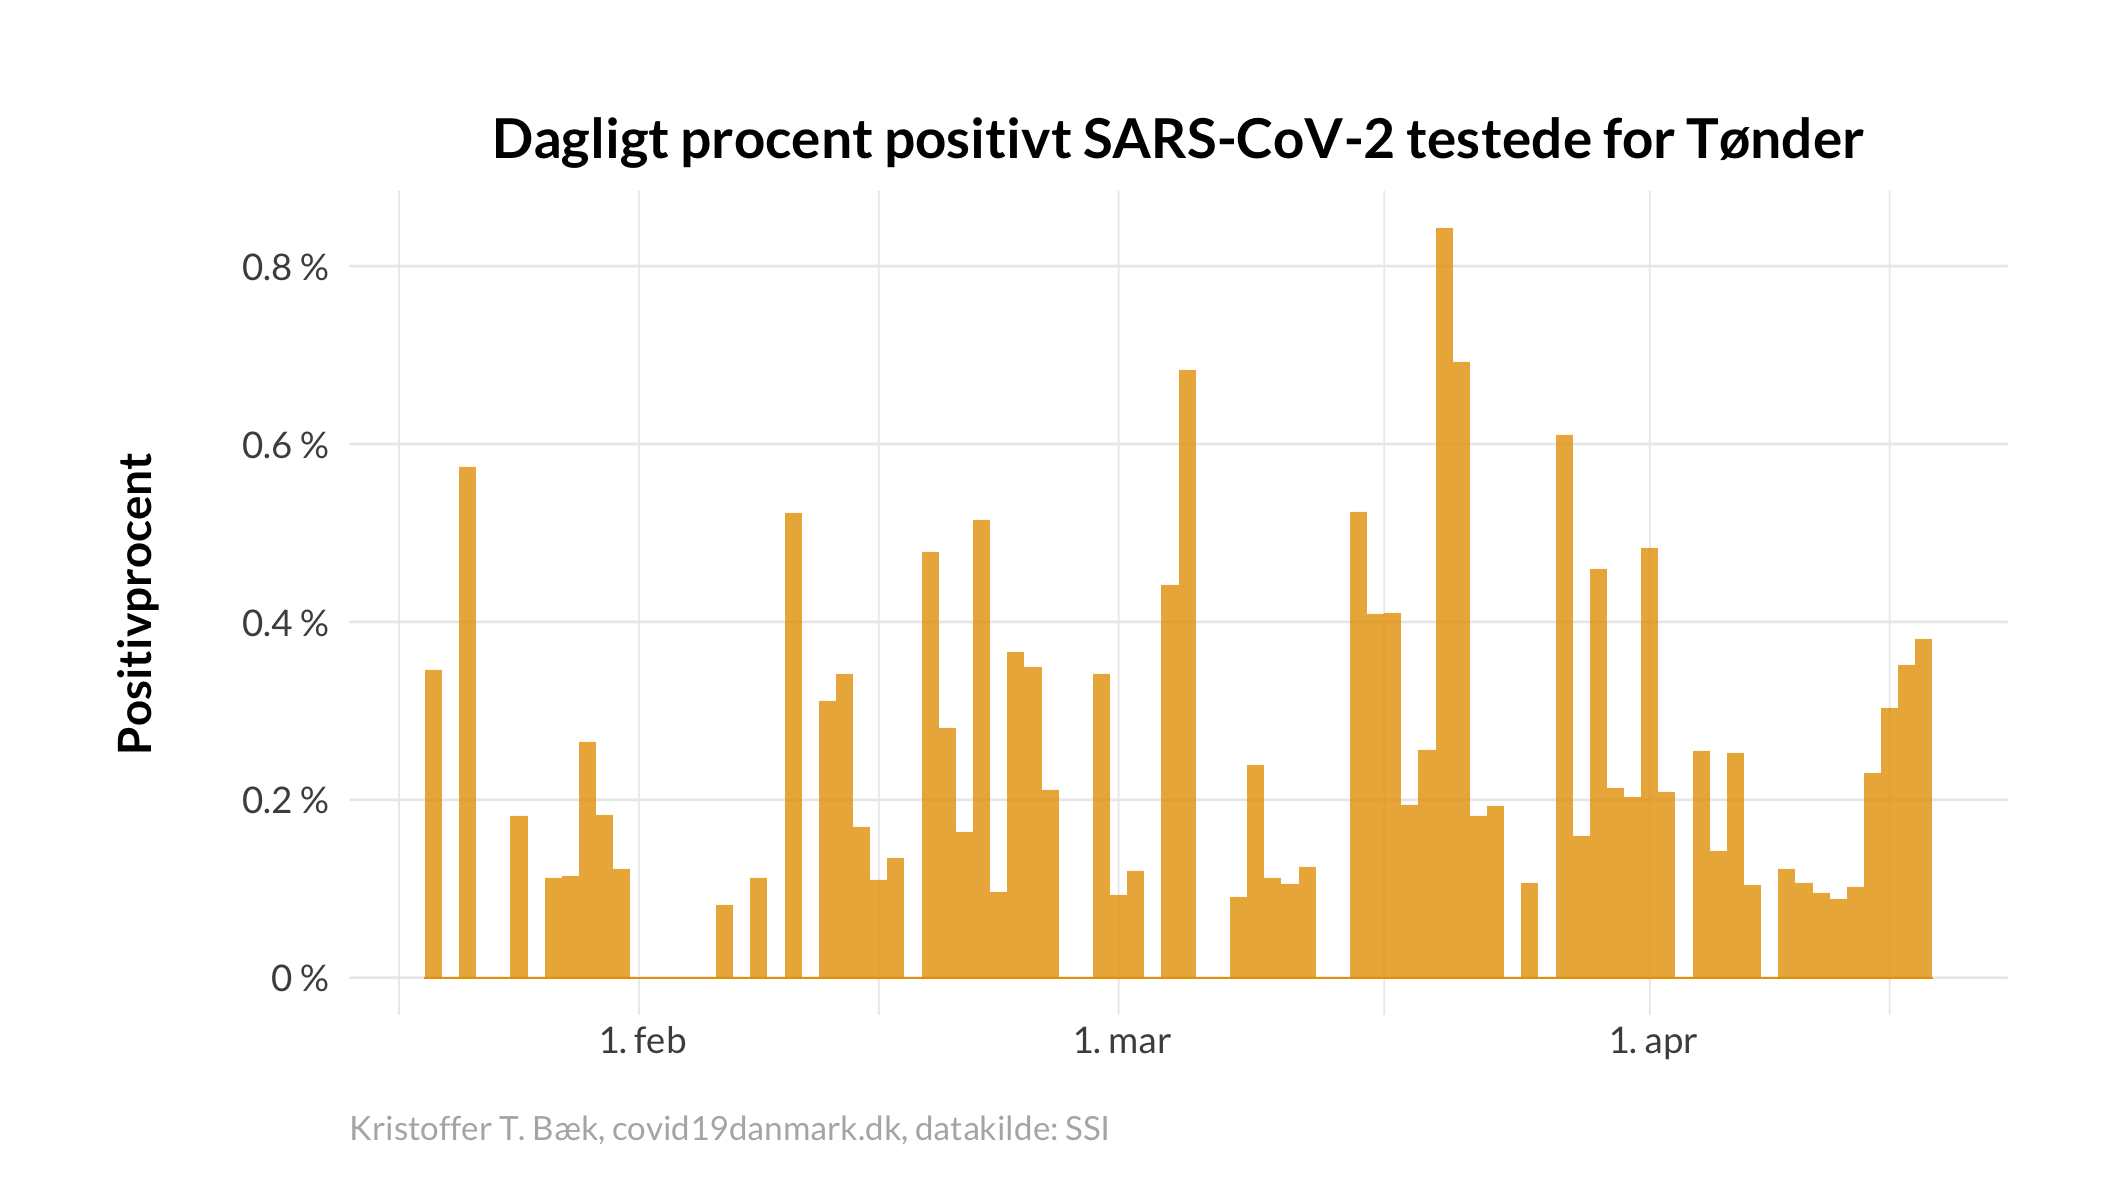 Dagligt procent positivt SARS-CoV-2 testede for Tønder
Positivprocent
0.8 %
0.6 %
0.4 %
0.2 %
0 %
1. feb
1. mar
1. apr
Kristoffer T. Bæk, covid19danmark.dk, datakilde: SSI